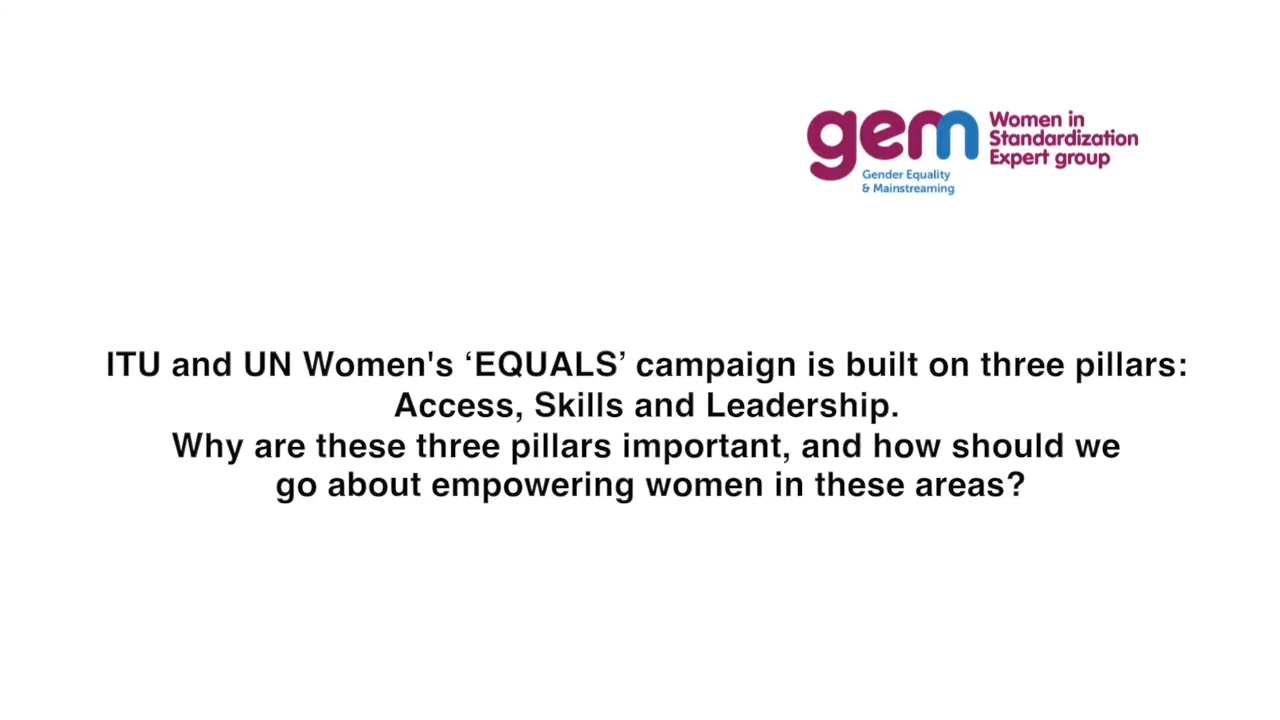 gem
Women in
Standardization
Expert group
Gender Equality
& Mainstreaming
ITU and UN Women's ‘EQUALS’ campaign is built on three pillars:
Access, Skills and Leadership.
Why are these three pillars important, and how should we
go about empowering women in these areas?